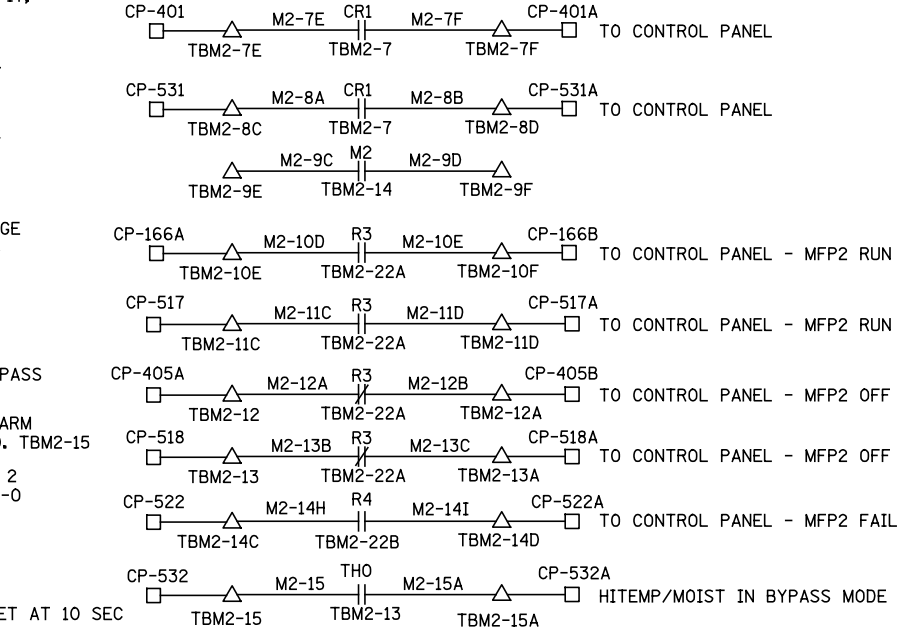 CP-401 M2-7E CR1 M2-7F CP-401A TO CONTROL PANEL
TBM2-7E TBM2-7 TBM2-7F
CP-531 M2-8A CR1 M2-8B CP-531A TO CONTROL PANEL
TBM2-8C TBM2-7 TBM2-8D
M2-9C M2 M2-9D
TBM2-9E TBM2-14 TBM2-9F
GE
CP-166A M2-10D R3 M2-10E CP-166B TO CONTROL PANEL - MFP2 RUN
TBM2-10E TBM2-22A TBM2-10F
CP-517 M2-11C R3 M2-11D CP-517A TO CONTROL PANEL - MFP2 RUN
TBM2-11C TBM2-22A TBM2-11D
PASS
CP-405A M2-12A R3 M2-12B CP-405B TO CONTROL PANEL - MFP2 OFF
TBM2-12 TBM2-22A TBM2-12A
ARM
. TBM2-15
CP-518 M2-13B R3 M2-13C CP-518A TO CONTROL PANEL - MFP2 OFF
TBM2-13 TBM2-22A TBM2-13A
2
-0
CP-522 M2-14H R4 M2-14I CP-522A TO CONTROL PANEL - MFP2 FAIL
TBM2-14C TBM2-22B TBM2-14D
CP-532 M2-15 THO M2-15A CP-532A HITEMP/MOIST IN BYPASS MODE
TBM2-15 TBM2-13 TBM2-15A
ET AT 10 SEC